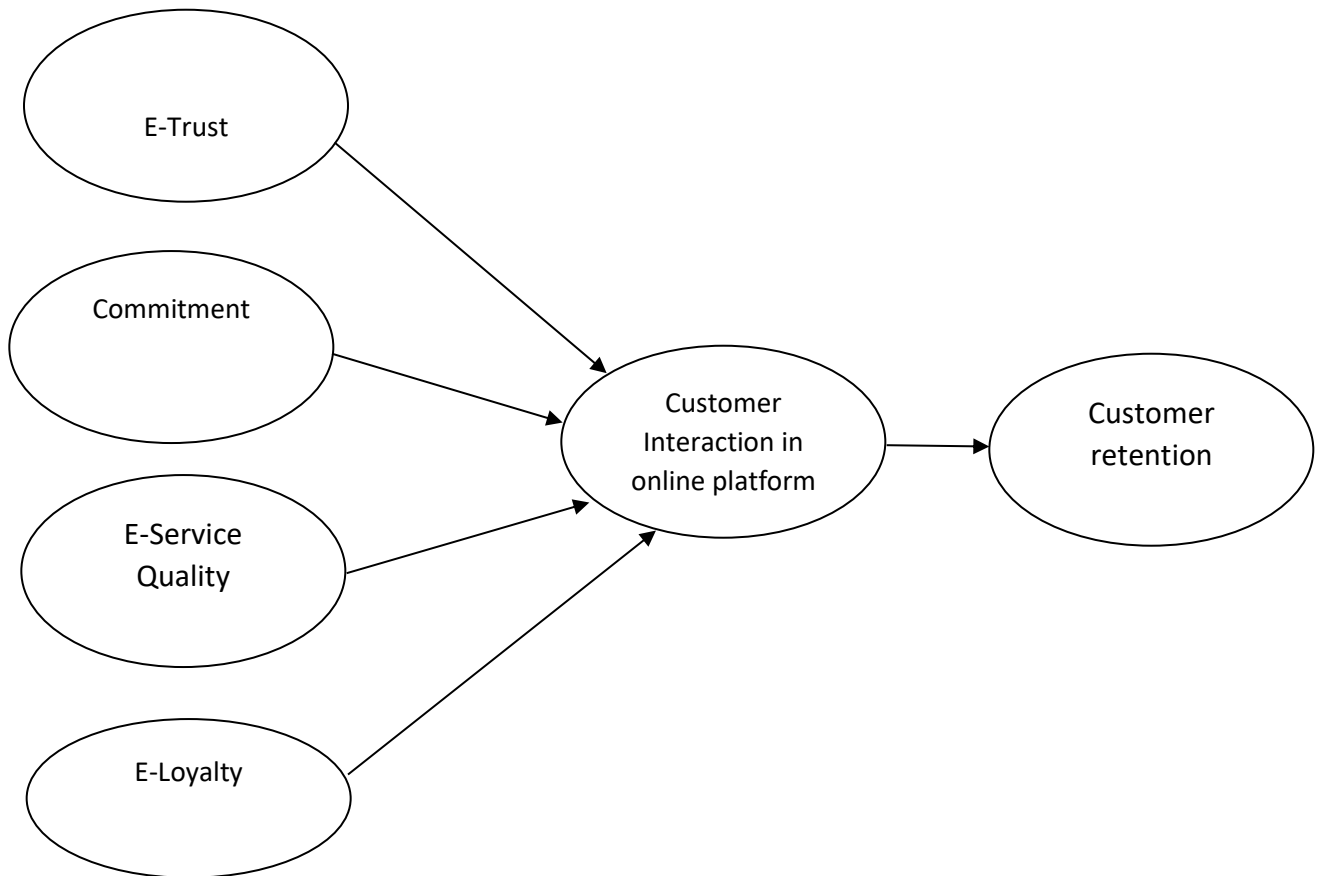 E-Trust
Commitment
E-Service
Quality
E-Loyalty
Customer
Interaction in
online platform
Customer
retention